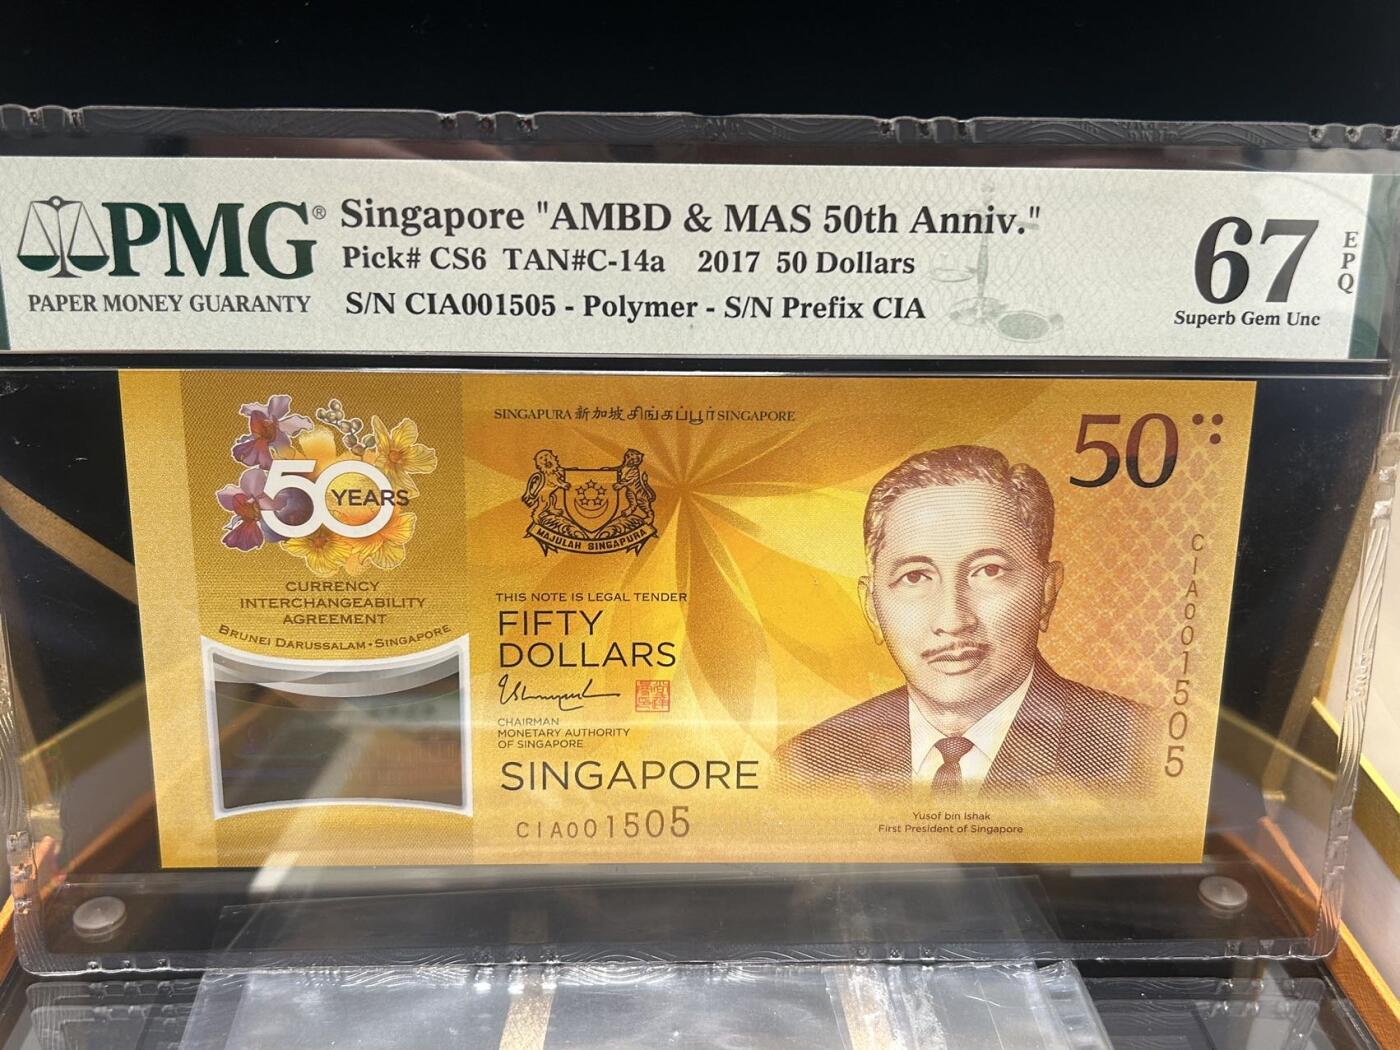 PMG®
PAPER MONEY GUARANTY
Singapore "AMBD & MAS 50th Anniv."
Pick# CS6 TAN#C-14a 2017 50 Dollars
S/N CIA001505 - Polymer - S/N Prefix CIA
67
EPQ
Superb Gem Unc
50 YEARS
CURRENCY
INTERCHANGEABILITY
AGREEMENT
BRUNEI DARUSSALAM • SINGAPORE
SINGAPURA 新加坡 சிங்கப்பூர் SINGAPORE
MAJULAH SINGAPURA
THIS NOTE IS LEGAL TENDER
FIFTY
DOLLARS
CHAIRMAN
MONETARY AUTHORITY
OF SINGAPORE
SINGAPORE
CIA001505
50
CIA001505
Yusof bin Ishak
First President of Singapore